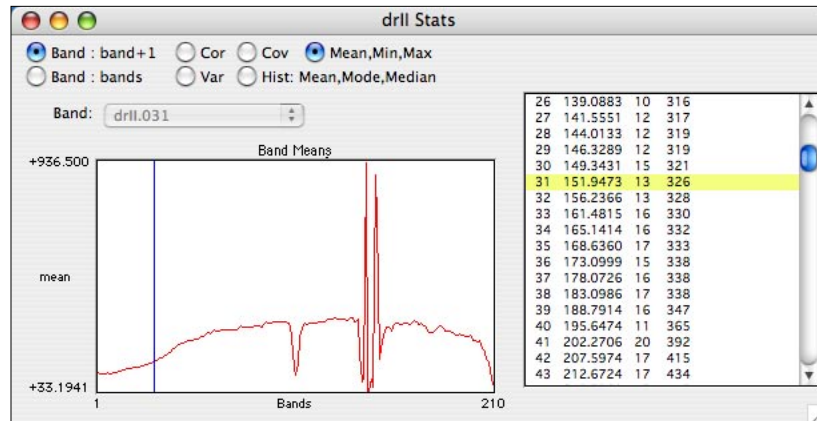 drII Stats
Band : band+1 Cor Cov Mean,Min,Max
Band : bands Var Hist: Mean,Mode,Median
Band: drII.031
Band Means
+936.500
mean
+33.1941
1 Bands 210
26 139.0883 10 316
27 141.5551 12 317
28 144.0133 12 319
29 146.3289 12 319
30 149.3431 15 321
31 151.9473 13 326
32 156.2366 13 328
33 161.4815 16 330
34 165.1414 16 332
35 168.6360 17 333
36 173.0999 15 338
37 178.0726 16 338
38 183.0986 17 338
39 188.7914 16 347
40 195.6474 11 365
41 202.2706 20 392
42 207.5974 17 415
43 212.6724 17 434